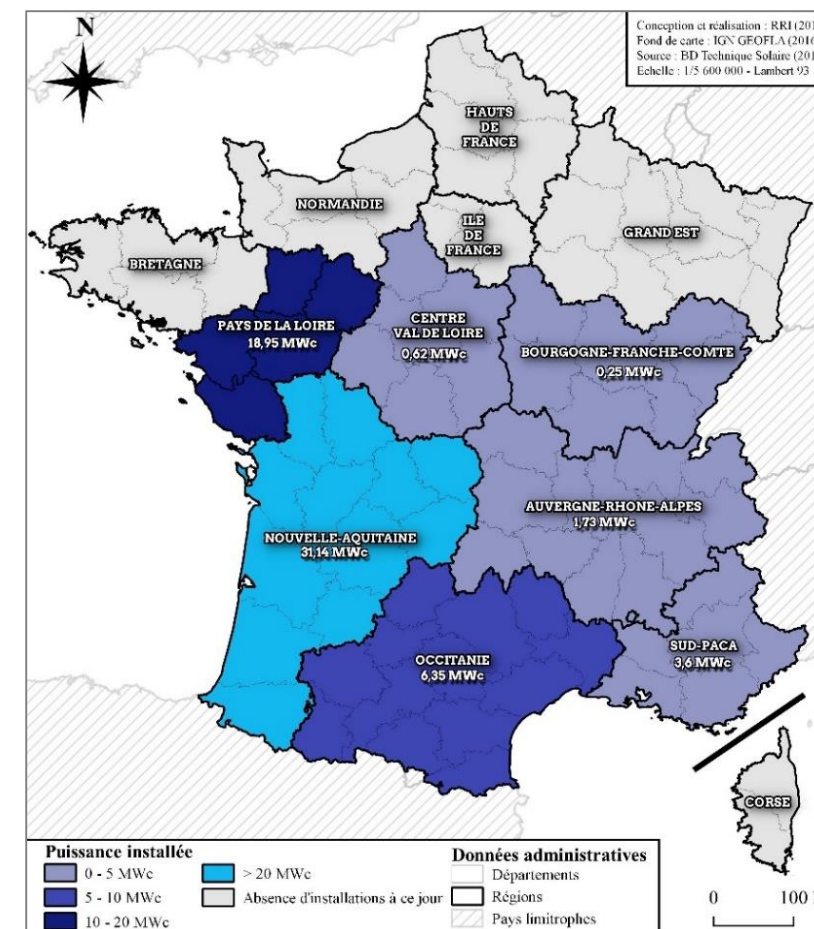 N
Conception et réalisation : RRI (201
Fond de carte : IGN GEOFLA (2016
Source : BD Technique Solaire (201
Echelle : 1/5 600 000 - Lambert 93
HAUTS
DE
FRANCE
NORMANDIE
ILE
DE
FRANCE
GRAND EST
BRETAGNE
PAYS DE LA LOIRE
18,95 MWc
CENTRE
VAL DE LOIRE
0,62 MWc
BOURGOGNE-FRANCHE-COMTE
0,25 MWc
AUVERGNE-RHONE-ALPES
1,73 MWc
NOUVELLE-AQUITAINE
31,14 MWc
OCCITANIE
6,35 MWc
SUD-PACA
3,6 MWc
CORSE
Puissance installée
0 - 5 MWc
5 - 10 MWc
10 - 20 MWc
> 20 MWc
Absence d'installations à ce jour
Données administratives
Départements
Régions
Pays limitrophes
0 100